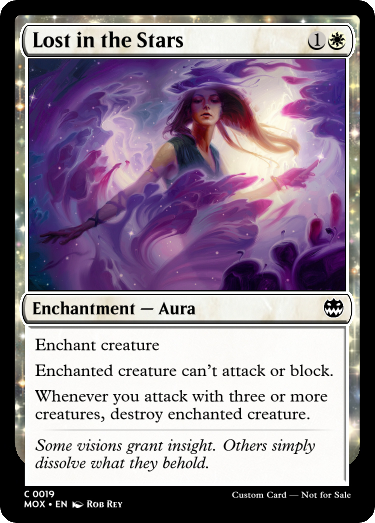 Lost in the Stars 1
Enchantment — Aura
Enchant creature
Enchanted creature can't attack or block.
Whenever you attack with three or more
creatures, destroy enchanted creature.
Some visions grant insight. Others simply
dissolve what they behold.
C 0019
MOX • EN Rob Rey
Custom Card — Not for Sale